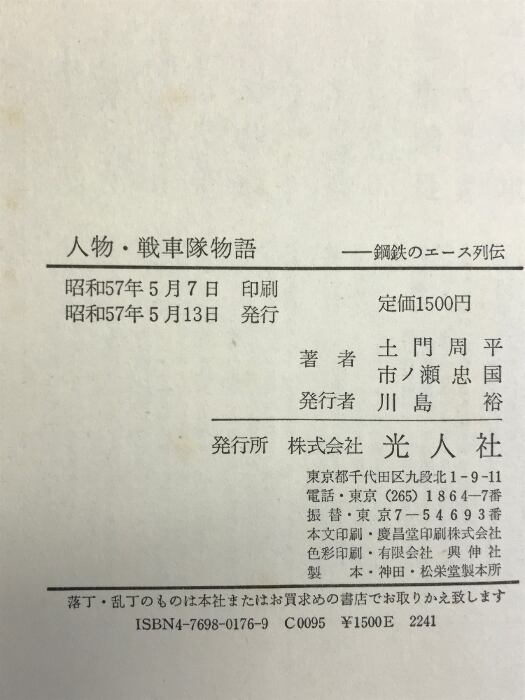 人物・戦車隊物語 ――鋼鉄のエース列伝
昭和57年5月7日 印刷
昭和57年5月13日 発行
定価1500円
著者 土門周平
市ノ瀬忠国
発行者 川島裕
発行所 株式会社 光人社
東京都千代田区九段北1-9-11
電話・東京(265)1864―7番
振替・東京7―54693番
本文印刷・慶昌堂印刷株式会社
色彩印刷・有限会社 興伸社
製本・神田・松栄堂製本所
落丁・乱丁のものは本社またはお買求めの書店でお取りかえ致します
ISBN4-7698-0176-9 C0095 ¥1500E 2241